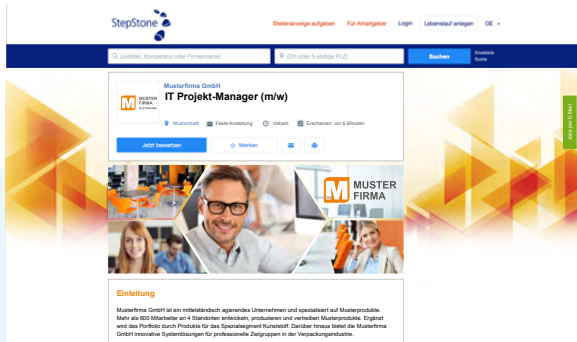 StepStone
Stellenanzeige aufgeben Für Arbeitgeber Login Lebenslauf anlegen DE
(Jobtitel, Kompetenz oder Firmenname) (Ort oder 5-stellige PLZ) Suchen Erweiterte
Suche
Musterfirma GmbH
MUSTER
FIRMA
IT Projekt-Manager (m/w)
Musterstadt Feste Anstellung Vollzeit Erschienen: vor 6 Minuten
Jetzt bewerben Merken
Jobs per E-Mail
MUSTER
FIRMA
Einleitung
Musterfirma GmbH ist ein mittelständisch agierendes Unternehmen und spezialisiert auf Musterprodukte.
Mehr als 600 Mitarbeiter an 4 Standorten entwickeln, produzieren und vertreiben Musterprodukte. Ergänzt
wird das Portfolio durch Produkte für das Spezialsegment Kunststoff. Darüber hinaus bietet die Musterfirma
GmbH innovative Systemlösungen für professionelle Zielgruppen in der Verpackungsindustrie.